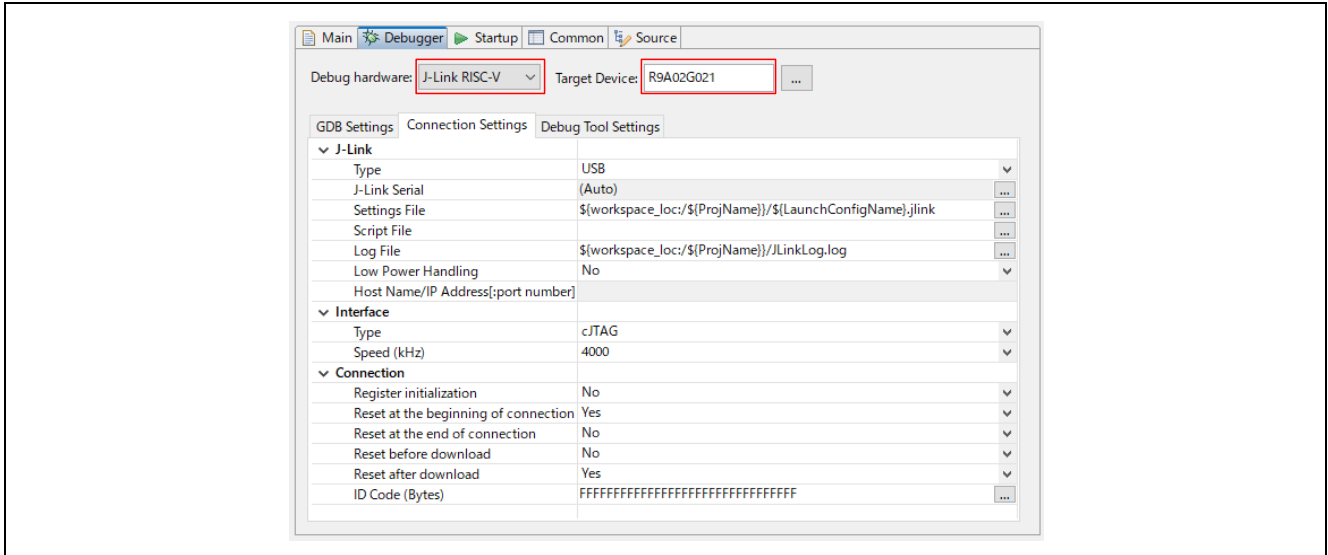 Main Debugger Startup Common Source
Debug hardware: J-Link RISC-V Target Device: R9A02G021 ...
GDB Settings Connection Settings Debug Tool Settings
J-Link
Type USB
J-Link Serial (Auto) ...
Settings File ${workspace_loc:/${ProjName}}/${LaunchConfigName}.jlink ...
Script File ...
Log File ${workspace_loc:/${ProjName}}/JLinkLog.log ...
Low Power Handling No
Host Name/IP Address[:port number]
Interface
Type cJTAG
Speed (kHz) 4000
Connection
Register initialization No
Reset at the beginning of connection Yes
Reset at the end of connection No
Reset before download No
Reset after download Yes
ID Code (Bytes) FFFFFFFFFFFFFFFFFFFFFFFFFFFFFFFF ...